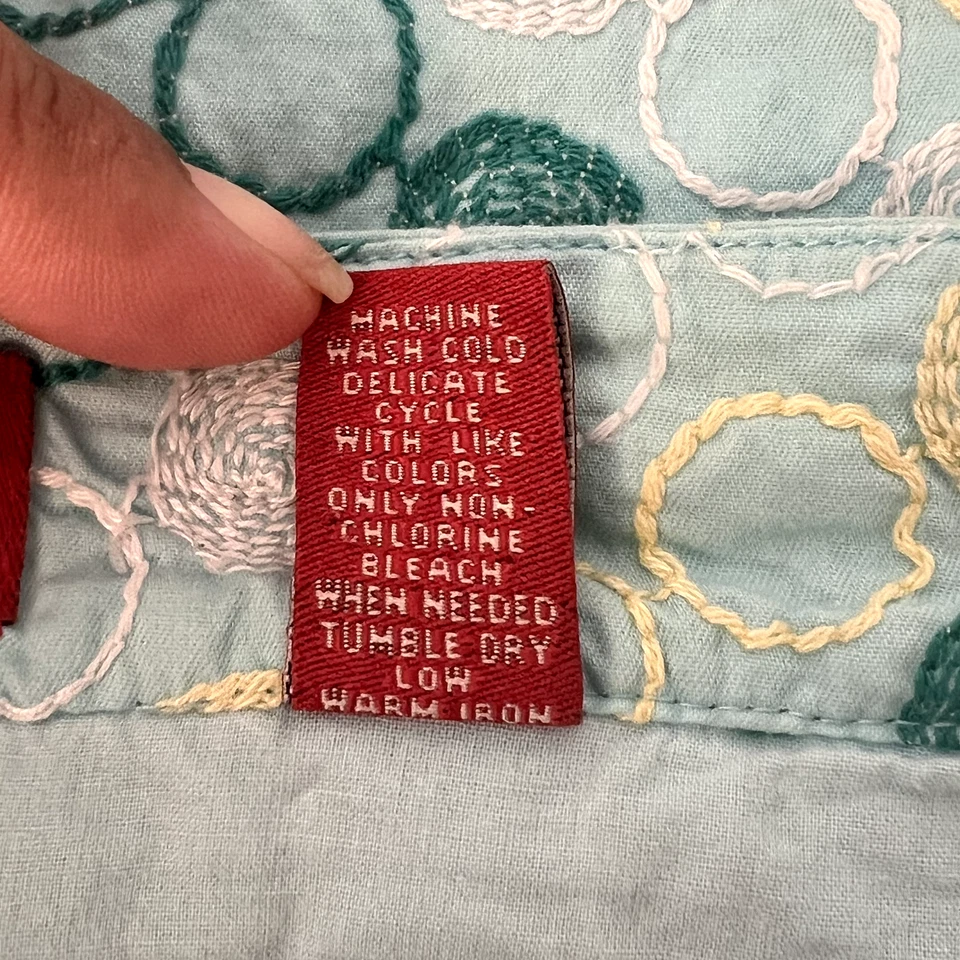 MACHINE
WASH COLD
DELICATE
CYCLE
WITH LIKE
COLORS
ONLY NON-
CHLORINE
BLEACH
WHEN NEEDED
TUMBLE DRY
LOW
WARM IRON